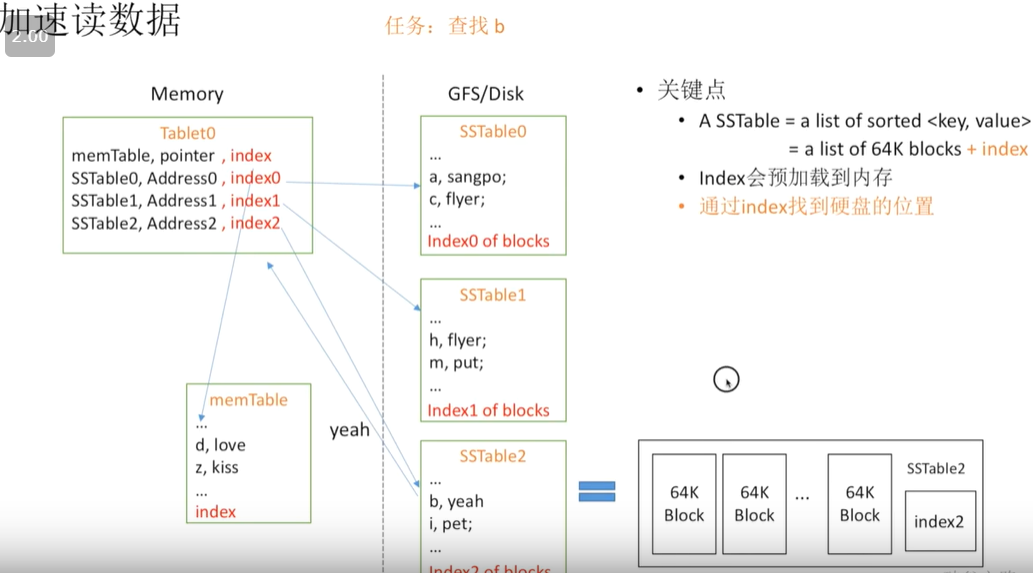 加速读数据
2.00
任务：查找 b
Memory
Tablet0
memTable, pointer , index
SSTable0, Address0 , index0
SSTable1, Address1 , index1
SSTable2, Address2 , index2
memTable
...
d, love
z, kiss
...
index
yeah
GFS/Disk
SSTable0
...
a, sangpo;
c, flyer;
...
Index0 of blocks
SSTable1
...
h, flyer;
m, put;
...
Index1 of blocks
SSTable2
...
b, yeah
i, pet;
...
Index2 of blocks
• 关键点
• A SSTable = a list of sorted <key, value>
= a list of 64K blocks + index
• Index会预加载到内存
• 通过index找到硬盘的位置
64K
Block
64K
Block
...
64K
Block
SSTable2
index2